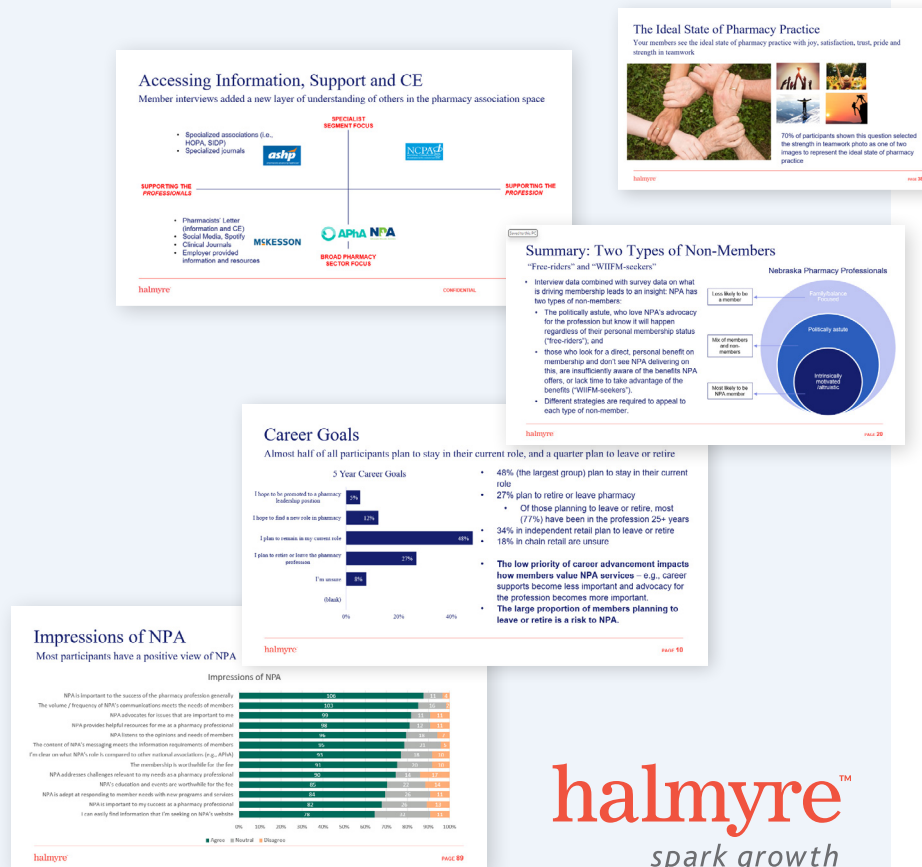 The Ideal State of Pharmacy Practice
Your members see the ideal state of pharmacy practice with joy, satisfaction, trust, pride and
strength in teamwork
70% of participants shown this question selected
the strength in teamwork photo as one of two
images to represent the ideal state of pharmacy
practice
halmyre
Accessing Information, Support and CE
Member interviews added a new layer of understanding of others in the pharmacy association space
SPECIALIST
SEGMENT FOCUS
• Specialized associations (i.e.,
HOPA, SIDP)
• Specialized journals
ashp
NCPA
SUPPORTING THE
PROFESSIONALS
SUPPORTING THE
PROFESSION
• Pharmacists' Letter
(information and CE)
• Social Media, Spotify
• Clinical Journals
• Employer provided
information and resources
MCKESSON
APhA NPA
BROAD PHARMACY
SECTOR FOCUS
halmyre
CONFIDENTIAL
Summary: Two Types of Non-Members
"Free-riders" and "WIIFM-seekers"
• Interview data combined with survey data on what
is driving membership leads to an insight: NPA has
two types of non-members:
• The politically astute, who love NPA's advocacy
for the profession but know it will happen
regardless of their personal membership status
("free-riders"); and
• those who look for a direct, personal benefit on
membership and don't see NPA delivering on
this, are insufficiently aware of the benefits NPA
offers, or lack time to take advantage of the
benefits ("WIIFM-seekers").
• Different strategies are required to appeal to
each type of non-member.
Nebraska Pharmacy Professionals
Less likely to be
a member
Mix of members
and non-
members
Most likely to be
NPA member
Family/balance
Focused
Politically astute
Intrinsically
motivated
/altruistic
halmyre
PAGE 20
Career Goals
Almost half of all participants plan to stay in their current role, and a quarter plan to leave or retire
5 Year Career Goals
I hope to be promoted to a pharmacy
leadership position
5%
I hope to find a new role in pharmacy
12%
I plan to remain in my current role
48%
I plan to retire or leave the pharmacy
profession
27%
I'm unsure
8%
(blank)
0% 20% 40%
• 48% (the largest group) plan to stay in their current
role
• 27% plan to retire or leave pharmacy
• Of those planning to leave or retire, most
(77%) have been in the profession 25+ years
• 34% in independent retail plan to leave or retire
• 18% in chain retail are unsure
• The low priority of career advancement impacts
how members value NPA services – e.g., career
supports become less important and advocacy for
the profession becomes more important.
• The large proportion of members planning to
leave or retire is a risk to NPA.
halmyre
PAGE 10
Impressions of NPA
Most participants have a positive view of NPA
Impressions of NPA
NPA is important to the success of the pharmacy profession generally 106
The volume / frequency of NPA's communications meets the needs of members 103
NPA advocates for issues that are important to me 99
NPA provides helpful resources for me as a pharmacy professional 98
NPA listens to the opinions and needs of members 96
The content of NPA's messaging meets the information requirements of members 95
I'm clear on what NPA's role is compared to other national associations (e.g., APhA)
The membership is worthwhile for the fee 91
NPA addresses challenges relevant to my needs as a pharmacy professional 90
NPA's education and events are worthwhile for the fee 85
NPA is adept at responding to member needs with new programs and services 84
NPA is important to my success as a pharmacy professional 82
I can easily find information that I'm seeking on NPA's website 78
0% 10% 20% 30% 40% 50% 60% 70% 80% 90% 100%
Agree Neutral Disagree
halmyre
PAGE 89
halmyre™
spark growth